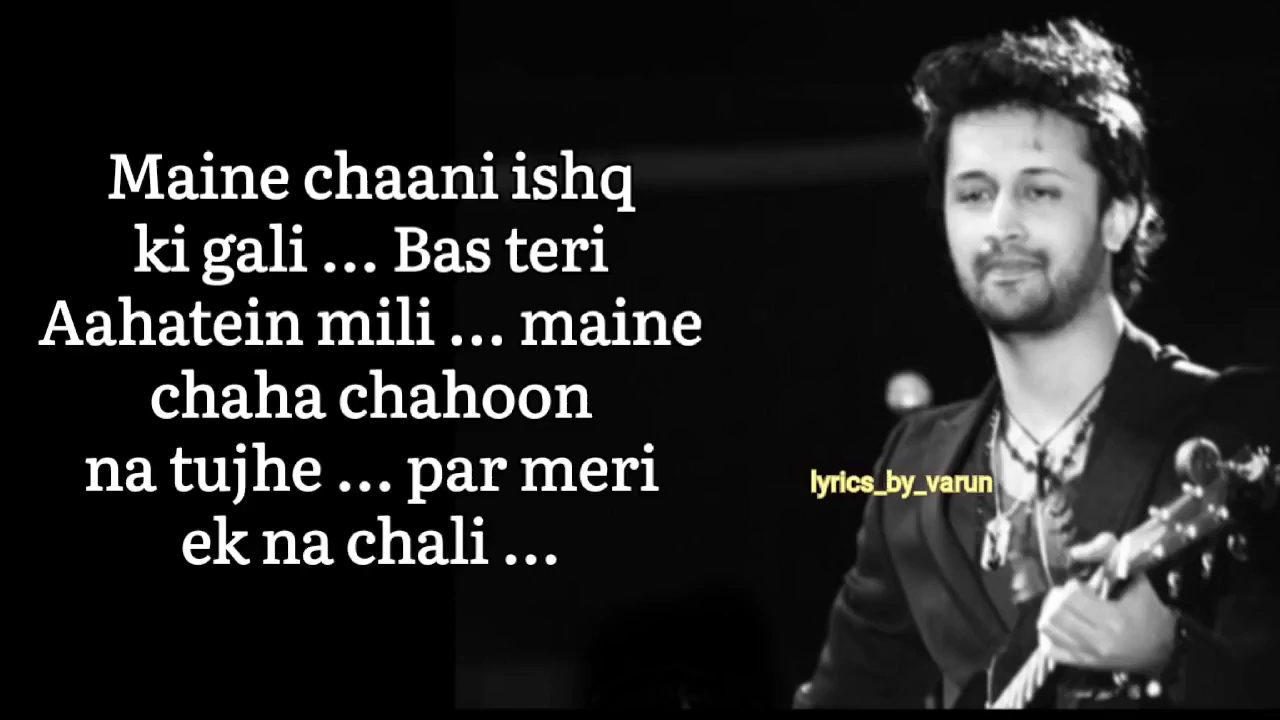 Maine chaani ishq
ki gali ... Bas teri
Aahatein mili ... maine
chaha chahoon
na tujhe ... par meri
ek na chali ...
lyrics_by_varun